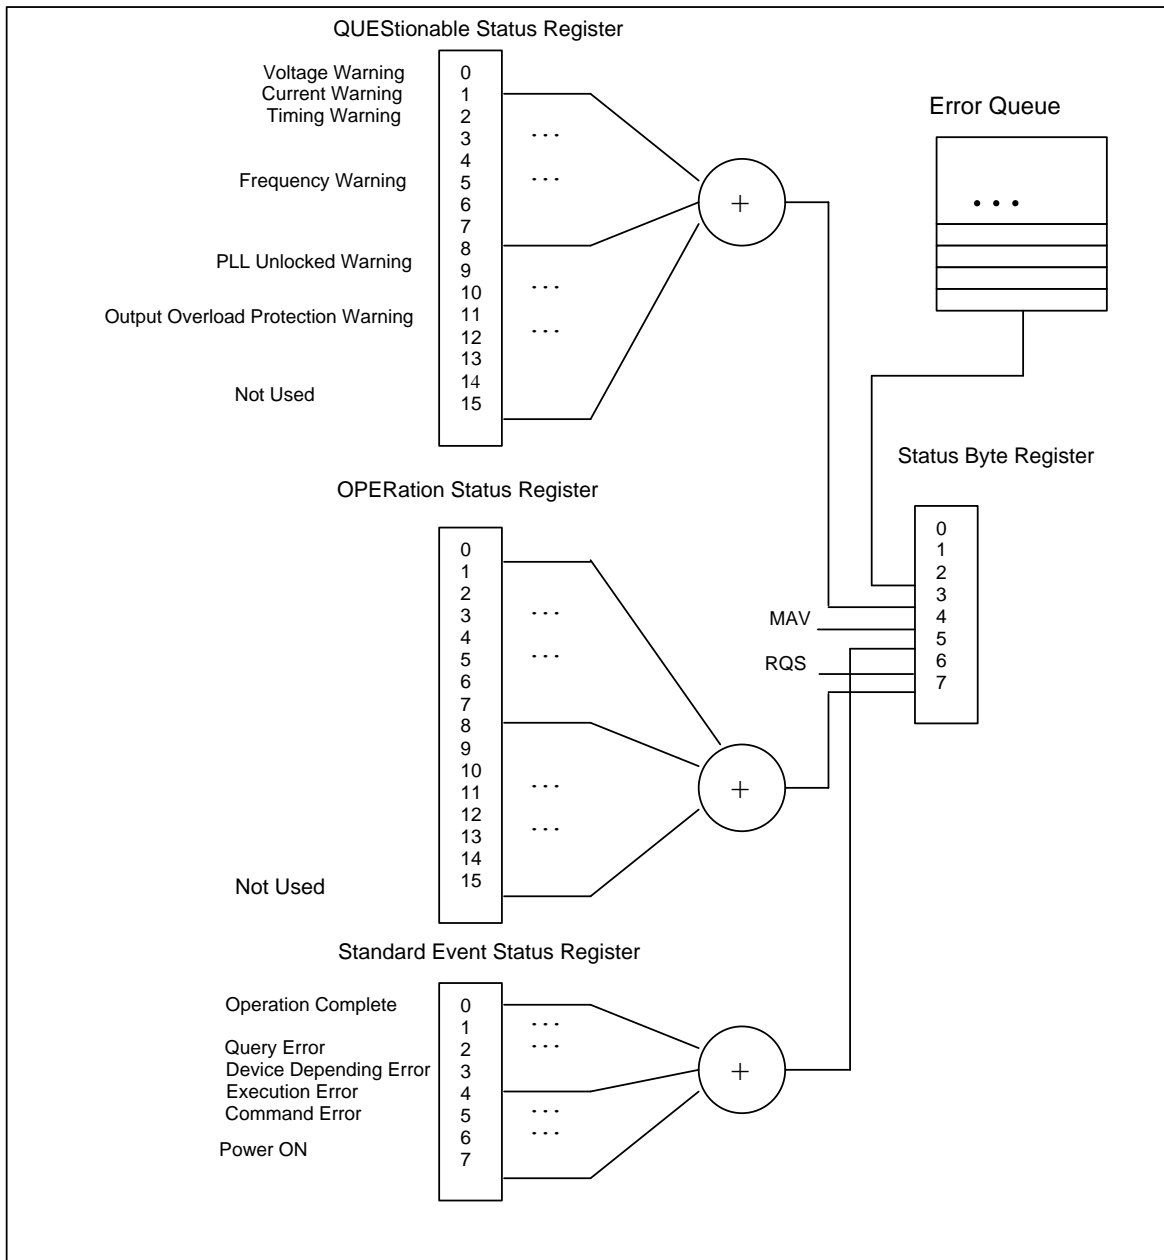 QUEStionable Status Register
Voltage Warning 0
Current Warning 1
Timing Warning 2
3 ...
4
Frequency Warning 5 ...
6
7
8
PLL Unlocked Warning 9
10 ...
Output Overload Protection Warning 11
12 ...
13
14
Not Used 15
+
Error Queue
...
OPERation Status Register
0
1
2
3 ...
4
5 ...
6
7
8
9
10
11 ...
12
13 ...
14
15
Not Used
+
Status Byte Register
0
1
2
3
MAV 4
5
RQS 6
7
Standard Event Status Register
Operation Complete 0
1 ...
Query Error 2 ...
Device Depending Error 3
Execution Error 4
Command Error 5 ...
6 ...
Power ON 7
+